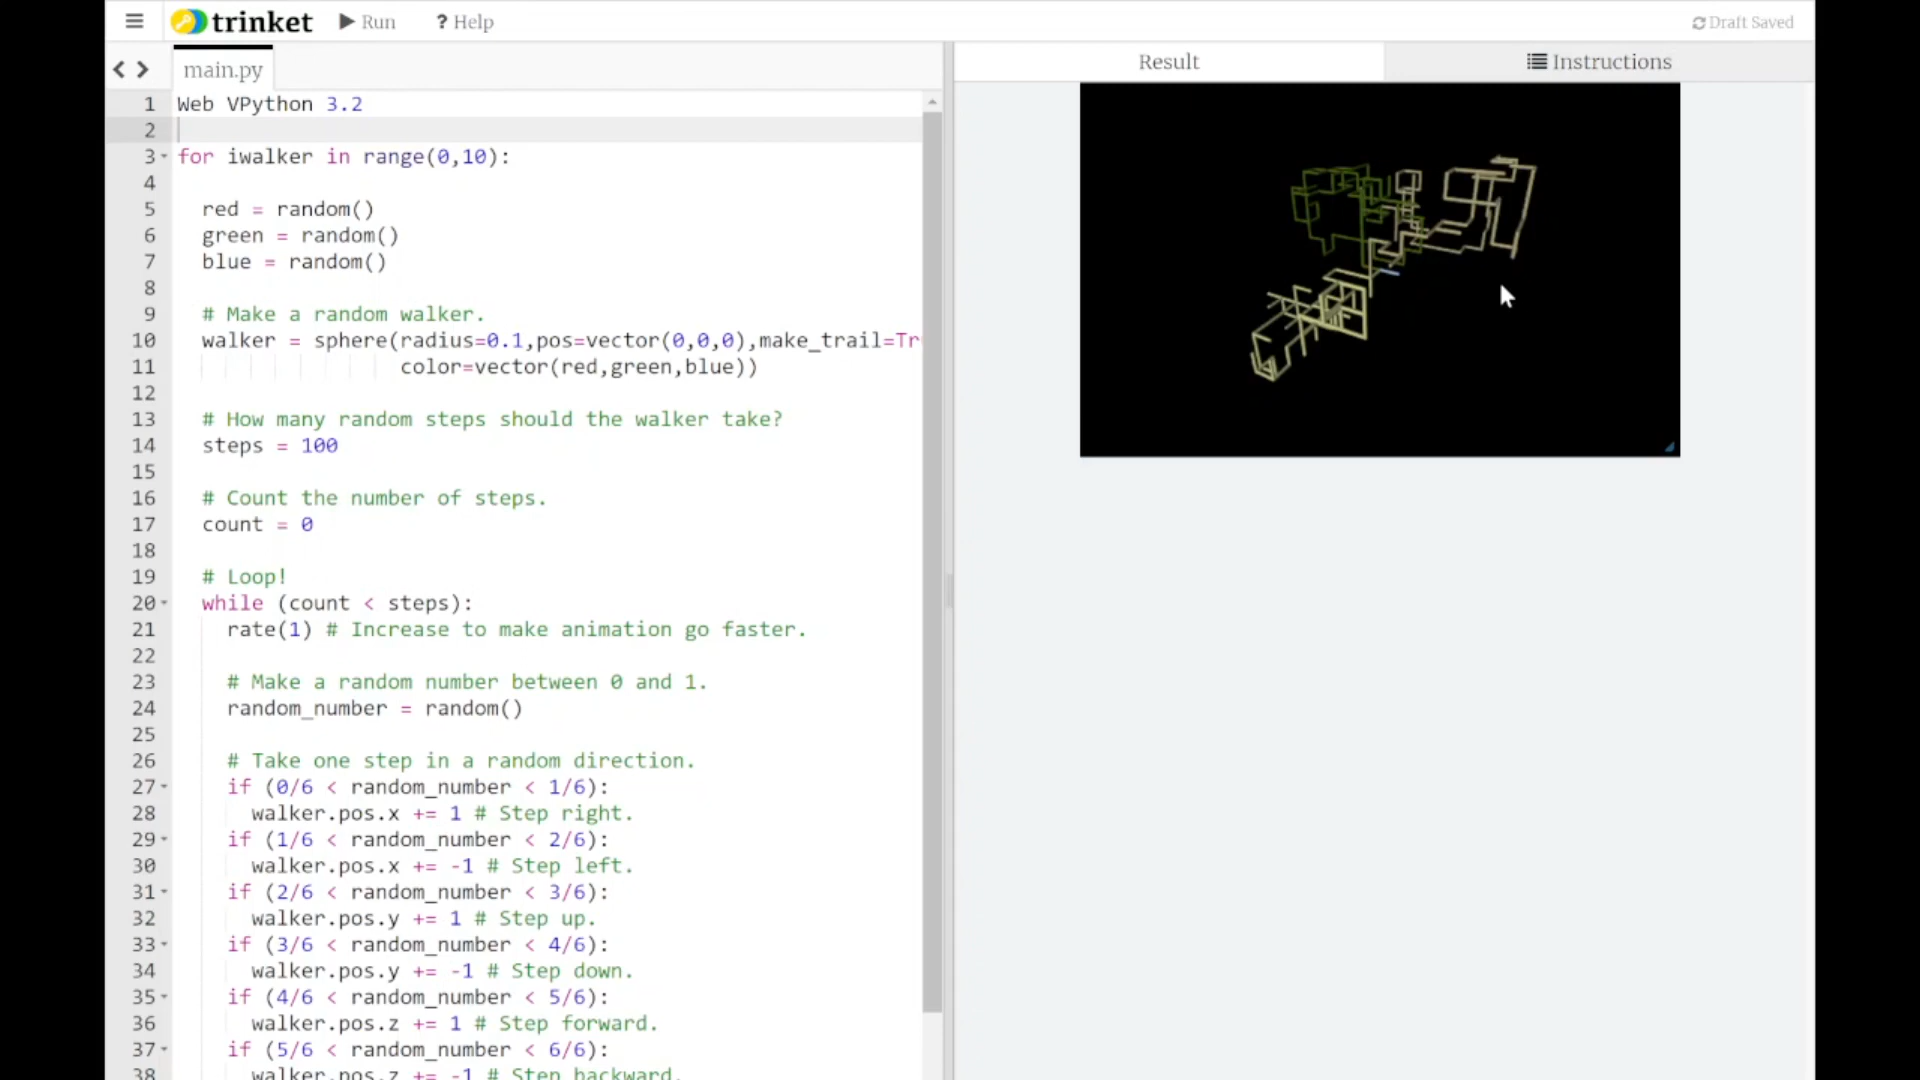 trinket
Run
? Help
Draft Saved
main.py
Result
Instructions
1 Web VPython 3.2
2
3 for iwalker in range(0,10):
4
5 red = random()
6 green = random()
7 blue = random()
8
9 # Make a random walker.
10 walker = sphere(radius=0.1,pos=vector(0,0,0),make_trail=Tr
11 color=vector(red,green,blue))
12
13 # How many random steps should the walker take?
14 steps = 100
15
16 # Count the number of steps.
17 count = 0
18
19 # Loop!
20 while (count < steps):
21 rate(1) # Increase to make animation go faster.
22
23 # Make a random number between 0 and 1.
24 random_number = random()
25
26 # Take one step in a random direction.
27 if (0/6 < random_number < 1/6):
28 walker.pos.x += 1 # Step right.
29 if (1/6 < random_number < 2/6):
30 walker.pos.x += -1 # Step left.
31 if (2/6 < random_number < 3/6):
32 walker.pos.y += 1 # Step up.
33 if (3/6 < random_number < 4/6):
34 walker.pos.y += -1 # Step down.
35 if (4/6 < random_number < 5/6):
36 walker.pos.z += 1 # Step forward.
37 if (5/6 < random_number < 6/6):
38 walker.pos.z += -1 # Step backward.